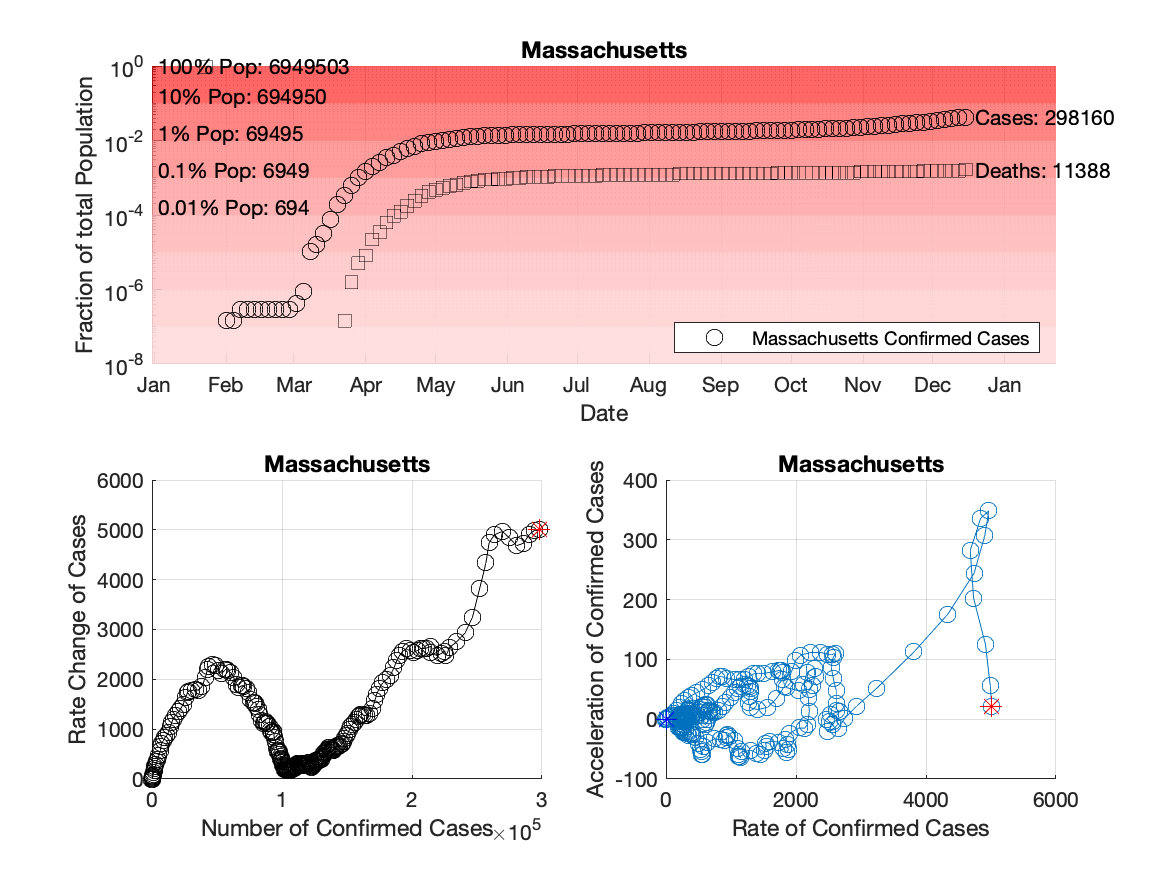 Massachusetts
Fraction of total Population
10^0
10^-2
10^-4
10^-6
10^-8
100% Pop: 6949503
10% Pop: 694950
1% Pop: 69495
0.1% Pop: 6949
0.01% Pop: 694
Cases: 298160
Deaths: 11388
Massachusetts Confirmed Cases
Jan Feb Mar Apr May Jun Jul Aug Sep Oct Nov Dec Jan
Date
Massachusetts
Rate Change of Cases
6000
5000
4000
3000
2000
1000
0
0 1 2 3
Number of Confirmed Cases ×10^5
Massachusetts
Acceleration of Confirmed Cases
400
300
200
100
0
-100
0 2000 4000 6000
Rate of Confirmed Cases